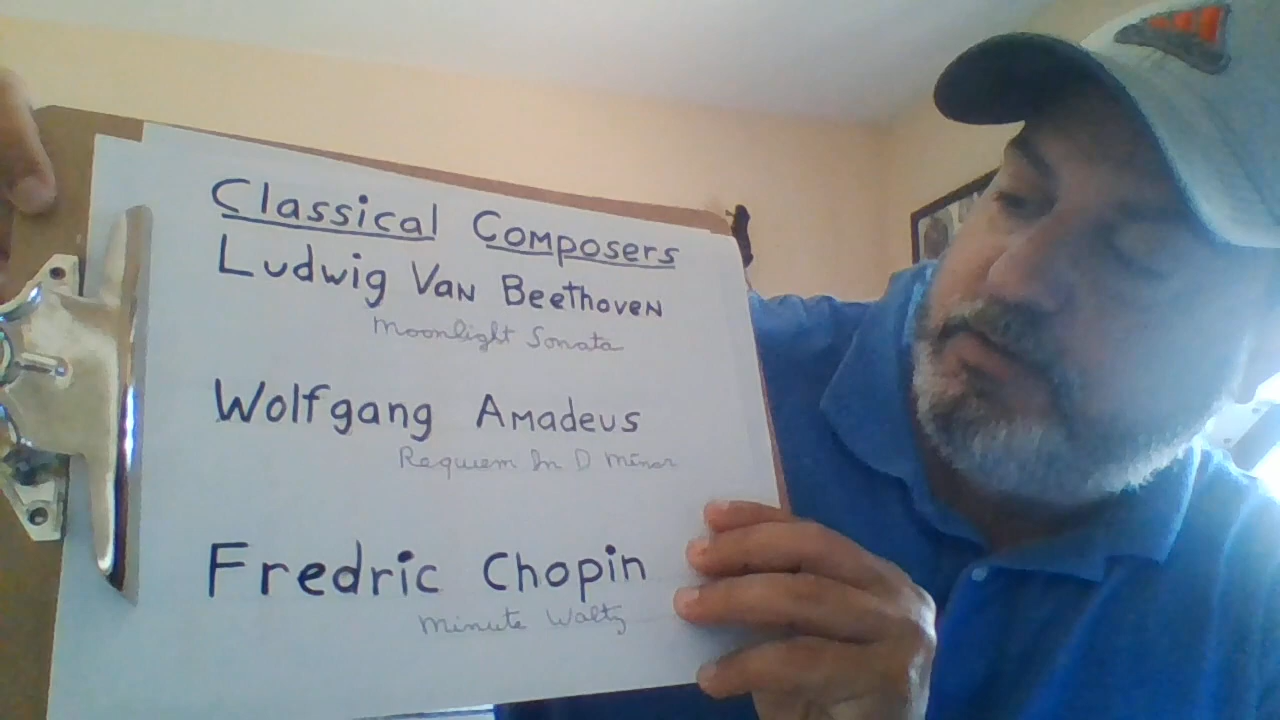 Classical Composers
Ludwig Van Beethoven
Moonlight Sonata
Wolfgang Amadeus
Requiem In D Minor
Fredric Chopin
Minute Waltz